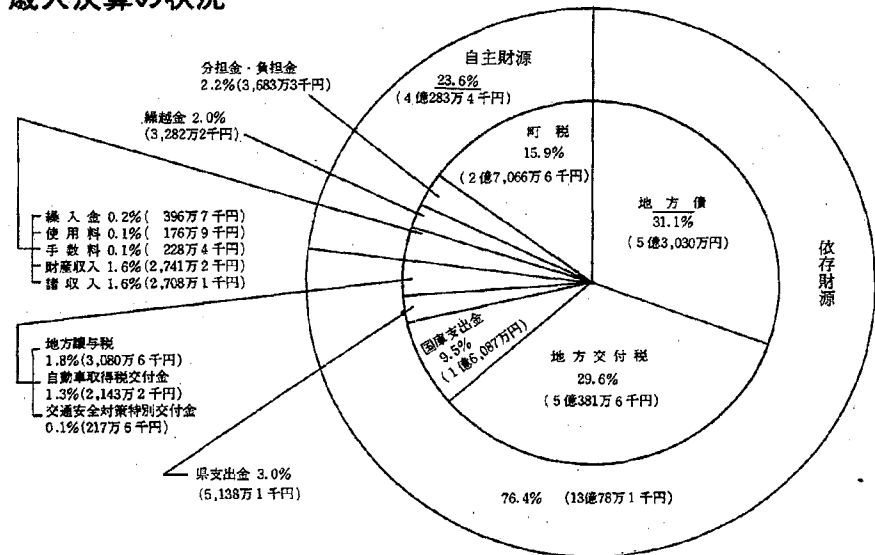 歳入決算の状況
自主財源
23.6%
(4億283万4千円)
分担金・負担金
2.2%(3,683万3千円)
繰越金 2.0%
(3,282万2千円)
町税
15.9%
(2億7,066万6千円)
地方債
31.1%
(5億3,030万円)
繰入金 0.2%( 396万7千円)
使用料 0.1%( 176万9千円)
手数料 0.1%( 228万4千円)
財産収入 1.6%(2,741万2千円)
諸収入 1.6%(2,708万1千円)
依存財源
地方譲与税
1.8%(3,080万6千円)
自動車取得税交付金
1.3%(2,143万2千円)
交通安全対策特別交付金
0.1%(217万6千円)
国庫支出金
9.5%
(1億6,087万円)
地方交付税
29.6%
(5億381万6千円)
県支出金 3.0%
(5,138万1千円)
76.4% (13億78万1千円)